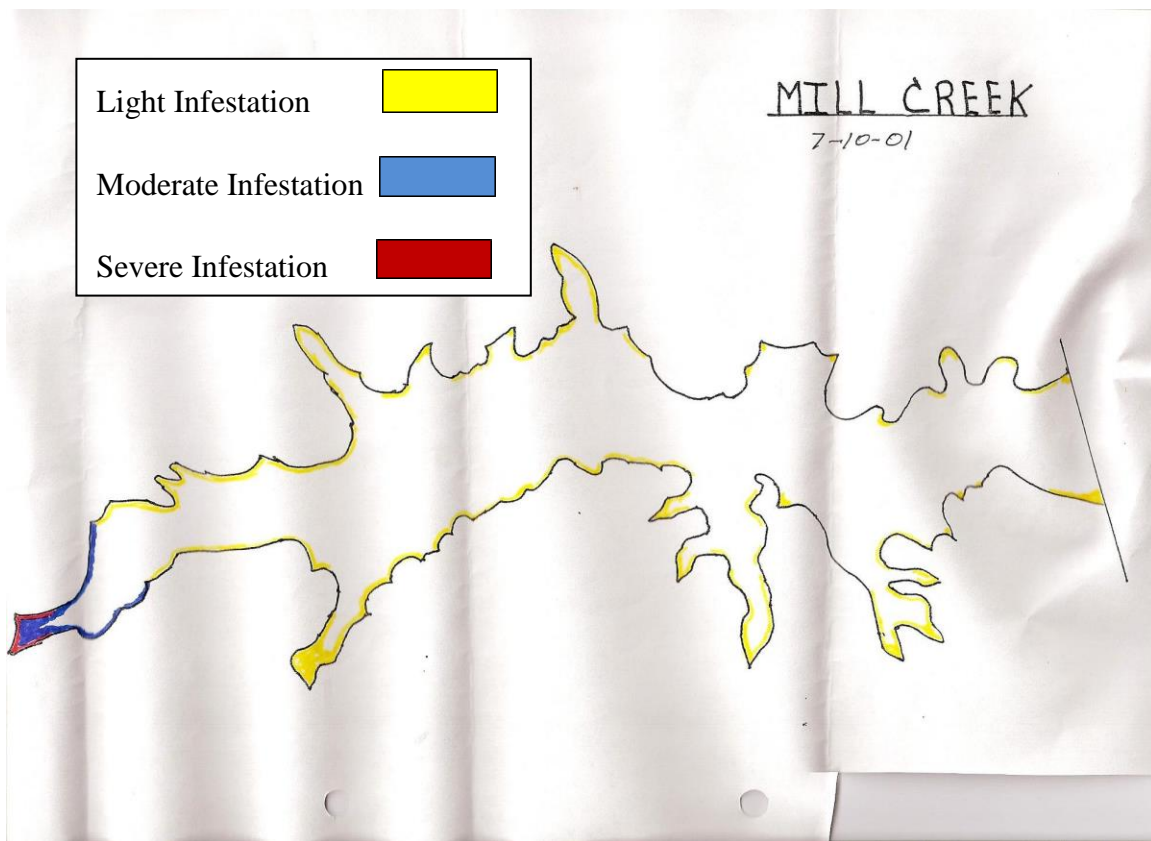 Light Infestation
Moderate Infestation
Severe Infestation
MILL CREEK
7-10-01